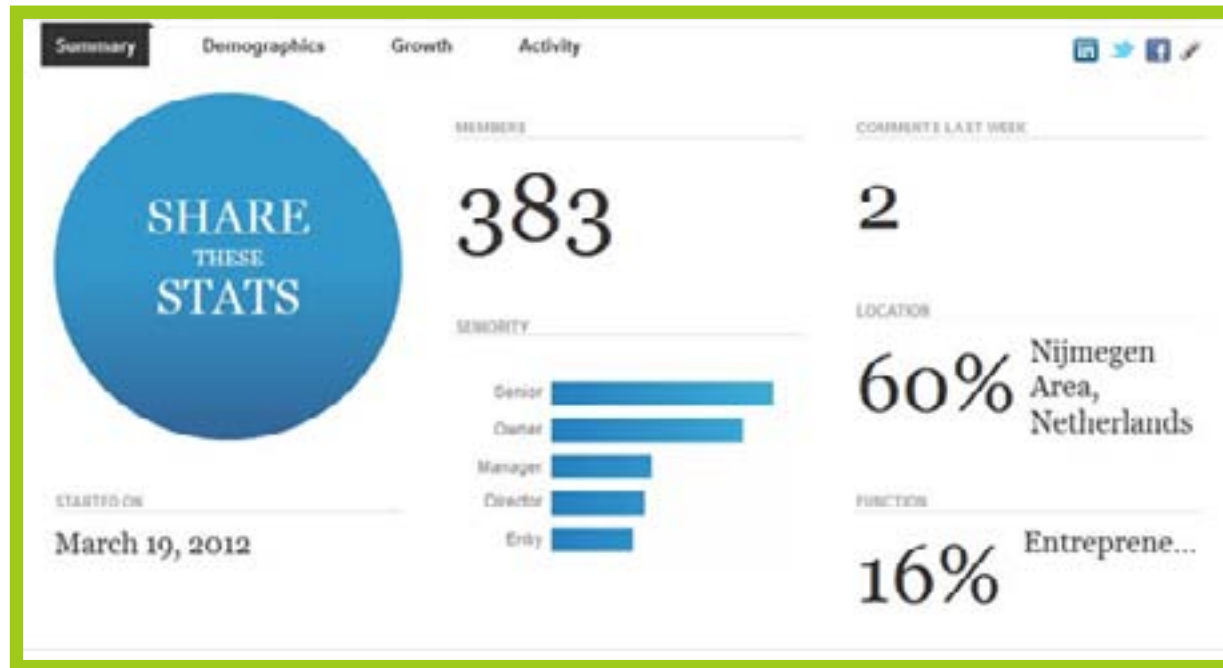 Summary Demographics Growth Activity
in f
SHARE
THESE
STATS
STARTED ON
March 19, 2012
MEMBERS
383
SENIORITY
Senior
Owner
Manager
Director
Entry
COMMENTS LAST WEEK
2
LOCATION
60% Nijmegen
Area,
Netherlands
FUNCTION
16% Entreprene...